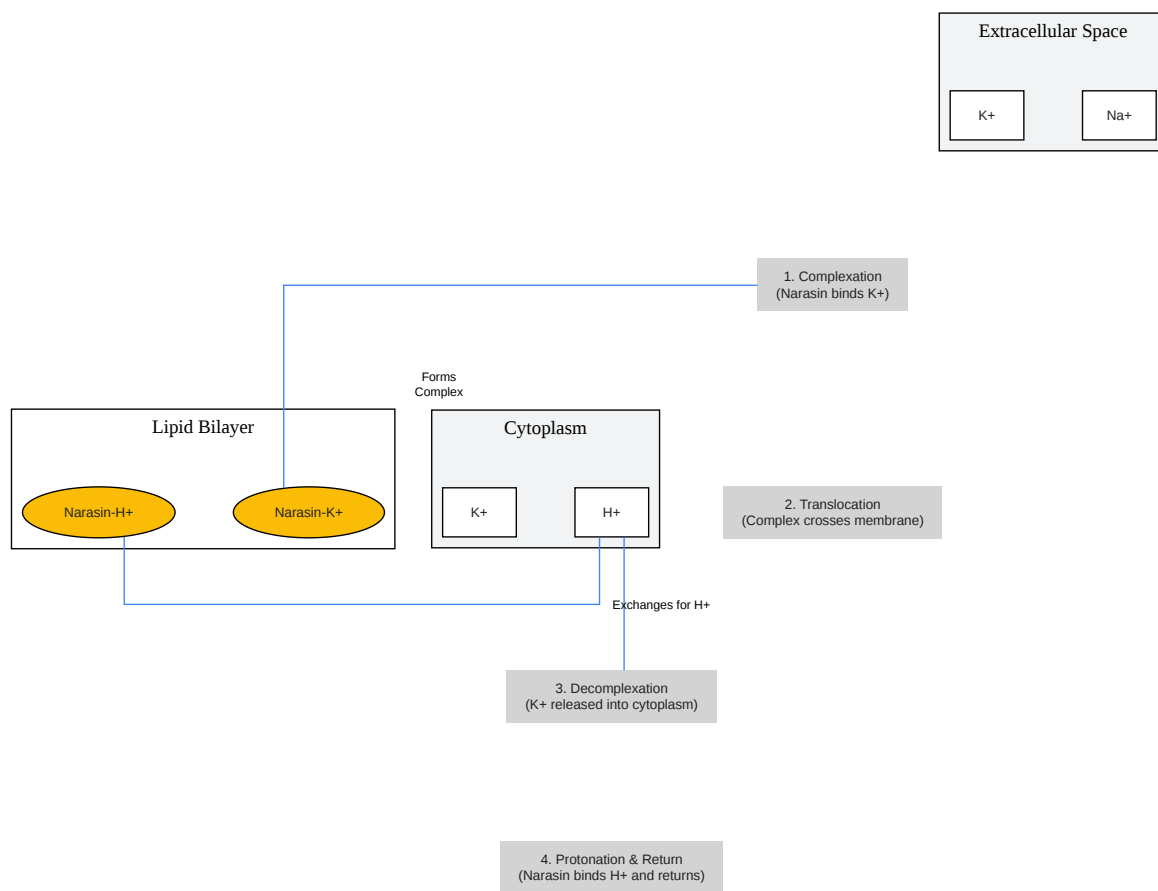 Extracellular Space
K+
Na+
1. Complexation
(Narasin binds K+)
Forms
Complex
Lipid Bilayer
Narasin-H+
Narasin-K+
Cytoplasm
K+
H+
2. Translocation
(Complex crosses membrane)
Exchanges for H+
3. Decomplexation
(K+ released into cytoplasm)
4. Protonation & Return
(Narasin binds H+ and returns)